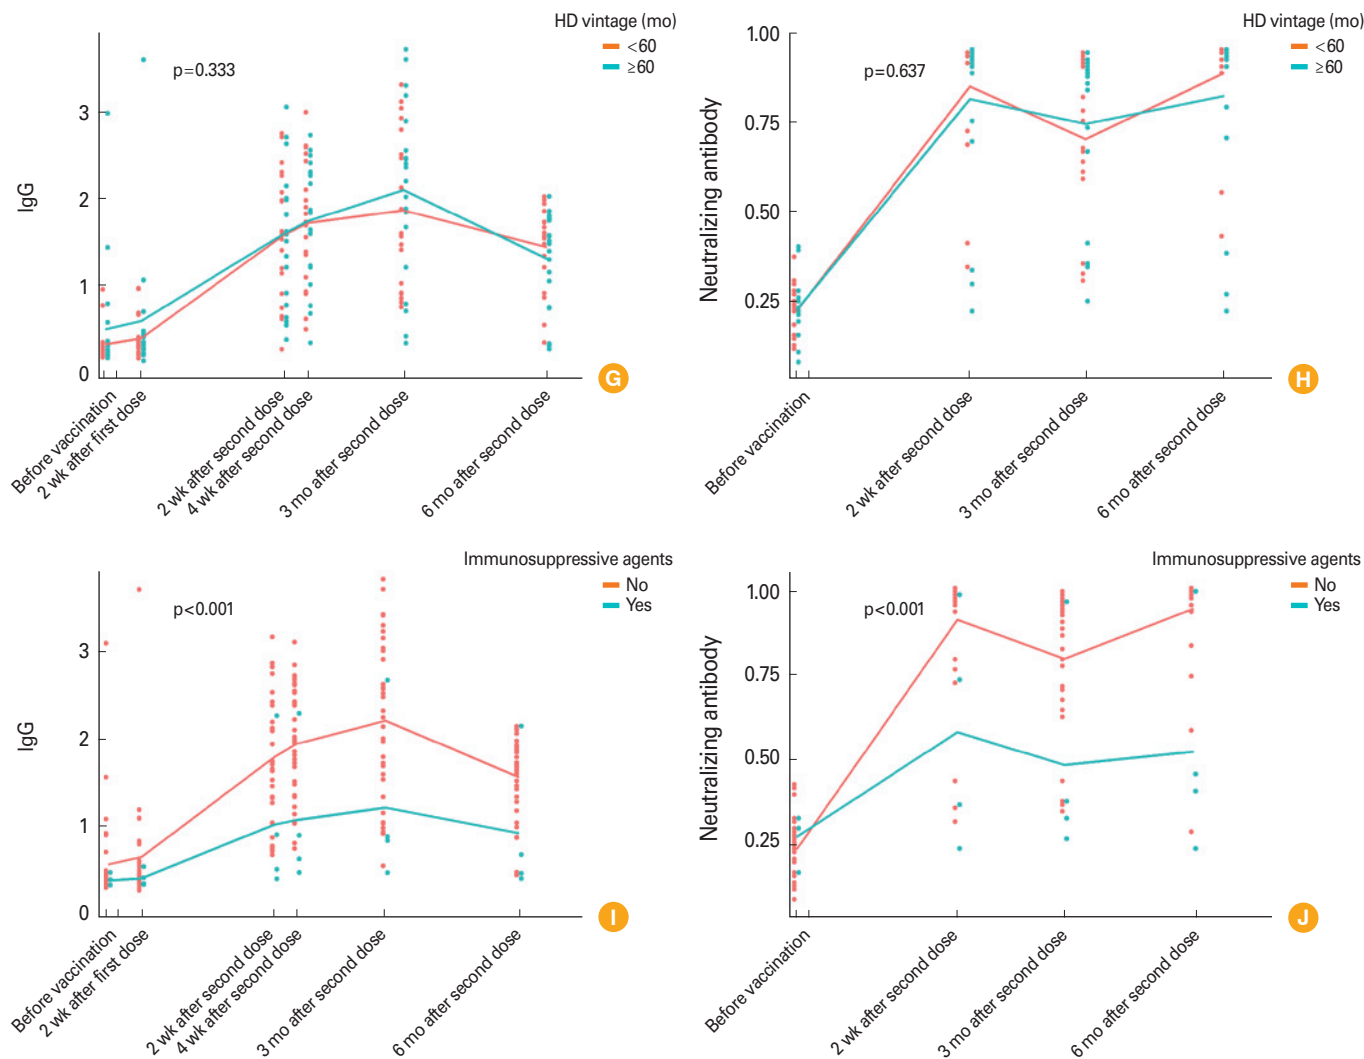 HD vintage (mo)
<60
≥60
p=0.333
3
2
1
0
IgG
Before vaccination
2 wk after first dose
2 wk after second dose
4 wk after second dose
3 mo after second dose
6 mo after second dose
G
HD vintage (mo)
<60
≥60
p=0.637
1.00
0.75
0.50
0.25
Neutralizing antibody
Before vaccination
2 wk after second dose
3 mo after second dose
6 mo after second dose
H
Immunosuppressive agents
No
Yes
p<0.001
3
2
1
0
IgG
Before vaccination
2 wk after first dose
2 wk after second dose
4 wk after second dose
3 mo after second dose
6 mo after second dose
I
Immunosuppressive agents
No
Yes
p<0.001
1.00
0.75
0.50
0.25
Neutralizing antibody
Before vaccination
2 wk after second dose
3 mo after second dose
6 mo after second dose
J